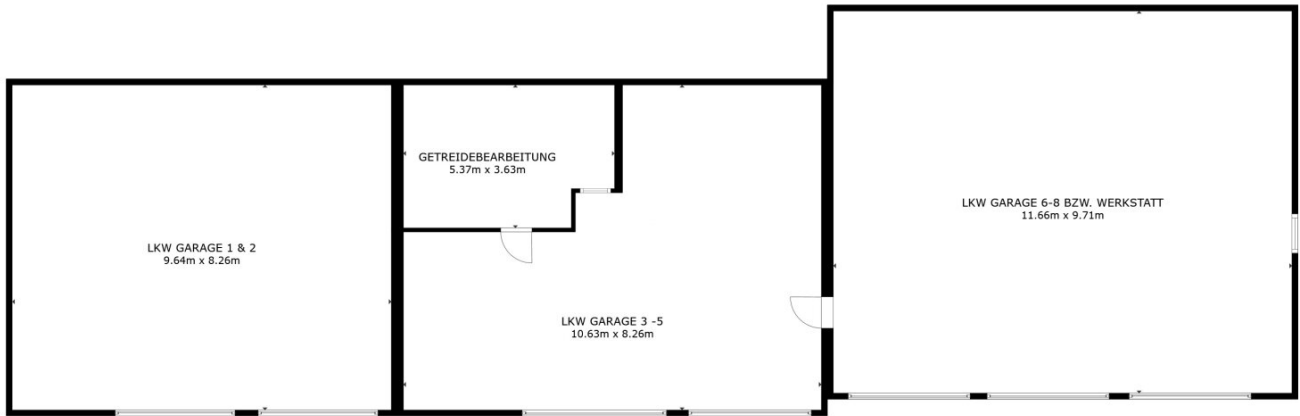 GETREIDEBEARBEITUNG
5.37m x 3.63m
LKW GARAGE 6-8 BZW. WERKSTATT
11.66m x 9.71m
LKW GARAGE 1 & 2
9.64m x 8.26m
LKW GARAGE 3 -5
10.63m x 8.26m